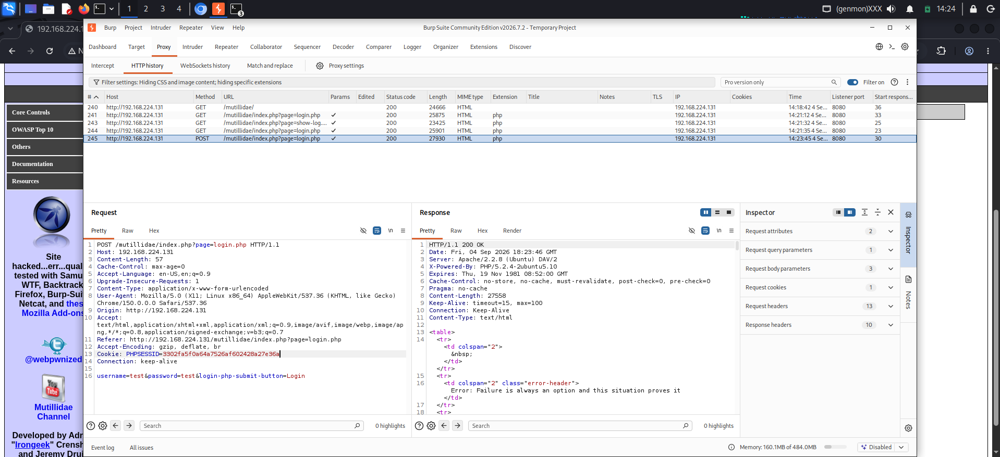 1 2 3 4 3 (genmon)XXX 14:24
192.168.224.1
Burp Project Intruder Repeater View Help Burp Suite Community Edition v2026.7.2 - Temporary Project
Dashboard Target Proxy Intruder Repeater Collaborator Sequencer Decoder Comparer Logger Organizer Extensions Discover
Intercept HTTP history WebSockets history Match and replace Proxy settings
Filter settings: Hiding CSS and image content; hiding specific extensions Pro version only Filter on
# Host Method URL Params Edited Status code Length MIME type Extension Title Notes TLS IP Cookies Time Listener port Start respons...
240 http://192.168.224.131 GET /mutillidae/ 200 24666 HTML 192.168.224.131 14:18:42 4 Se... 8080 36
241 http://192.168.224.131 GET /mutillidae/index.php?page=login.php ✓ 200 25875 HTML php 192.168.224.131 14:21:12 4 Se... 8080 33
243 http://192.168.224.131 GET /mutillidae/index.php?page=show-log.... ✓ 200 23425 HTML php 192.168.224.131 14:21:32 4 Se... 8080 25
244 http://192.168.224.131 GET /mutillidae/index.php?page=login.php ✓ 200 25901 HTML php 192.168.224.131 14:21:35 4 Se... 8080 23
245 http://192.168.224.131 POST /mutillidae/index.php?page=login.php ✓ 200 27930 HTML php 192.168.224.131 14:23:45 4 Se... 8080 30
Core Controls
OWASP Top 10
Others
Documentation
Resources
Site
hacked...err...qual
tested with Samu
WTF, Backtrack
Firefox, Burp-Sui
Netcat, and thes
Mozilla Add-ons
@webpwnized
You
Tube
Mutillidae
Channel
Developed by Adr
"Irongeek" Crensh
and Jeremy Drui
Request
Pretty Raw Hex \n
1 POST /mutillidae/index.php?page=login.php HTTP/1.1
2 Host: 192.168.224.131
3 Content-Length: 57
4 Cache-Control: max-age=0
5 Accept-Language: en-US,en;q=0.9
6 Upgrade-Insecure-Requests: 1
7 Content-Type: application/x-www-form-urlencoded
8 User-Agent: Mozilla/5.0 (X11; Linux x86_64) AppleWebKit/537.36 (KHTML, like Gecko)
Chrome/150.0.0.0 Safari/537.36
9 Origin: http://192.168.224.131
10 Accept:
text/html,application/xhtml+xml,application/xml;q=0.9,image/avif,image/webp,image/ap
ng,*/*;q=0.8,application/signed-exchange;v=b3;q=0.7
11 Referer: http://192.168.224.131/mutillidae/index.php?page=login.php
12 Accept-Encoding: gzip, deflate, br
13 Cookie: PHPSESSID=3302fa5f0a64a7526af602428a27e36a
14 Connection: keep-alive
15
16 username=test&password=test&login-php-submit-button=Login
Search 0 highlights
Response
Pretty Raw Hex Render \n
1 HTTP/1.1 200 OK
2 Date: Fri, 04 Sep 2026 18:23:46 GMT
3 Server: Apache/2.2.8 (Ubuntu) DAV/2
4 X-Powered-By: PHP/5.2.4-2ubuntu5.10
5 Expires: Thu, 19 Nov 1981 08:52:00 GMT
6 Cache-Control: no-store, no-cache, must-revalidate, post-check=0, pre-check=0
7 Pragma: no-cache
8 Content-Length: 27558
9 Keep-Alive: timeout=15, max=100
10 Connection: Keep-Alive
11 Content-Type: text/html
12
13 <table>
14 <tr>
<td colspan="2">
&nbsp;
</td>
</tr>
15 <tr>
16 <td colspan="2" class="error-header">
Error: Failure is always an option and this situation proves it
</td>
17 </tr>
18 <tr>
Search 0 highlights
Inspector
Request attributes 2
Request query parameters 1
Request body parameters 3
Request cookies 1
Request headers 13
Response headers 10
Inspector
Notes
Event log All issues Memory: 160.1MB of 484.0MB Disabled